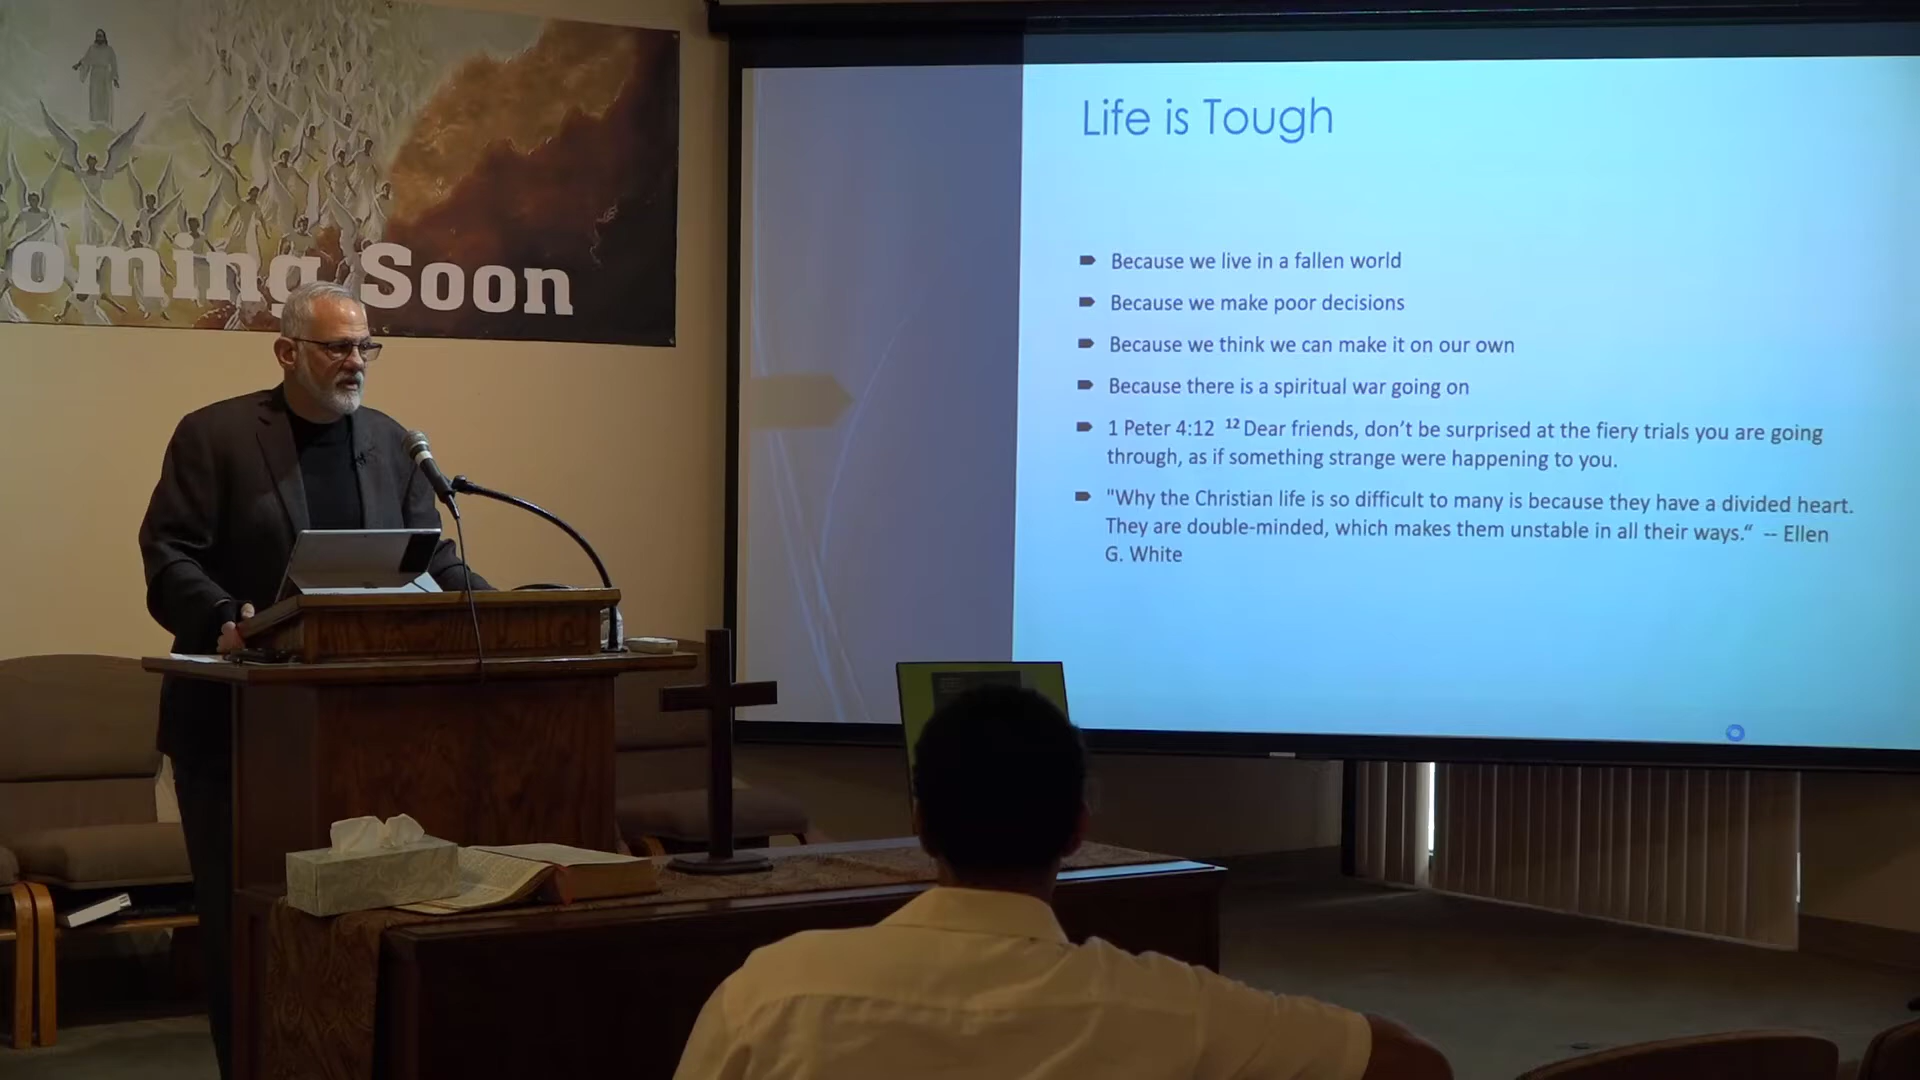 oming Soon
Life is Tough
Because we live in a fallen world
Because we make poor decisions
Because we think we can make it on our own
Because there is a spiritual war going on
1 Peter 4:12 ¹² Dear friends, don’t be surprised at the fiery trials you are going
through, as if something strange were happening to you.
"Why the Christian life is so difficult to many is because they have a divided heart.
They are double-minded, which makes them unstable in all their ways.“ -- Ellen
G. White